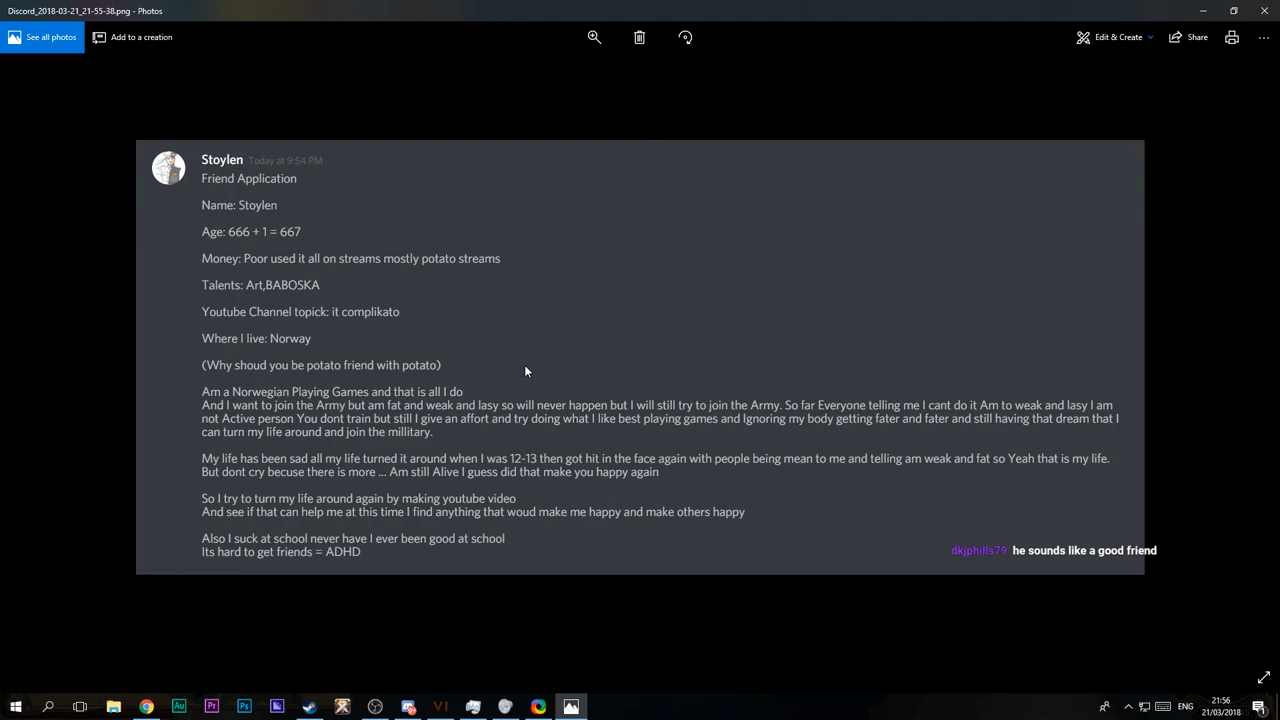 Discord_2018-03-21_21-55-38.png - Photos
See all photos
Add to a creation
Edit & Create
Share
Stoylen Today at 9:54 PM
Friend Application
Name: Stoylen
Age: 666 + 1 = 667
Money: Poor used it all on streams mostly potato streams
Talents: Art,BABOSKA
Youtube Channel topick: it complikato
Where I live: Norway
(Why shoud you be potato friend with potato)
Am a Norwegian Playing Games and that is all I do
And I want to join the Army but am fat and weak and lasy so will never happen but I will still try to join the Army. So far Everyone telling me I cant do it Am to weak and lasy I am
not Active person You dont train but still I give an affort and try doing what I like best playing games and Ignoring my body getting fater and fater and still having that dream that I
can turn my life around and join the millitary.
My life has been sad all my life turned it around when I was 12-13 then got hit in the face again with people being mean to me and telling am weak and fat so Yeah that is my life.
But dont cry becuse there is more ... Am still Alive I guess did that make you happy again
So I try to turn my life around again by making youtube video
And see if that can help me at this time I find anything that woud make me happy and make others happy
Also I suck at school never have I ever been good at school
Its hard to get friends = ADHD
dkjphills79 he sounds like a good friend
Au
Pr
Ps
V1
ENG
21:56
21/03/2018